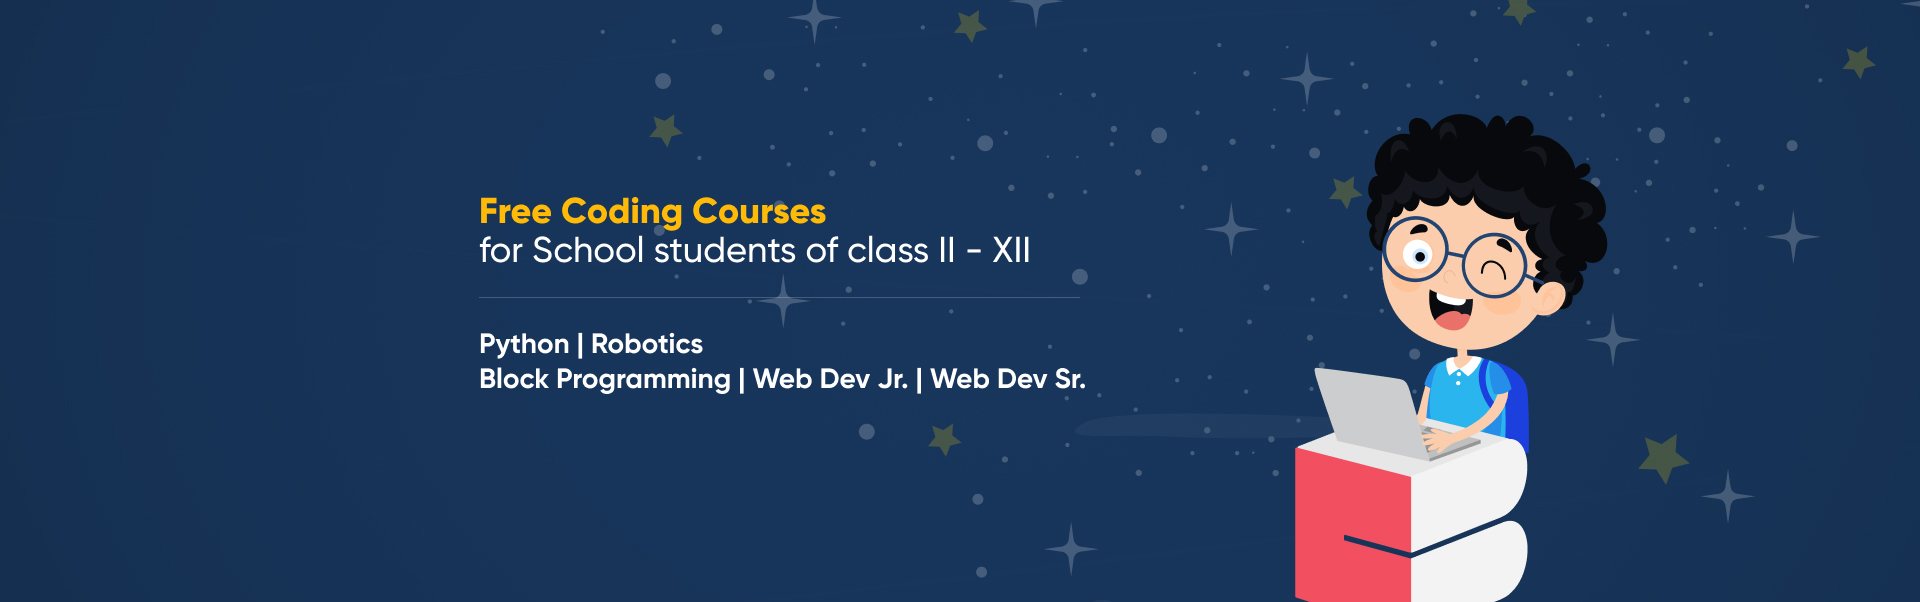 Free Coding Courses
for School students of class II - XII
Python | Robotics
Block Programming | Web Dev Jr. | Web Dev Sr.